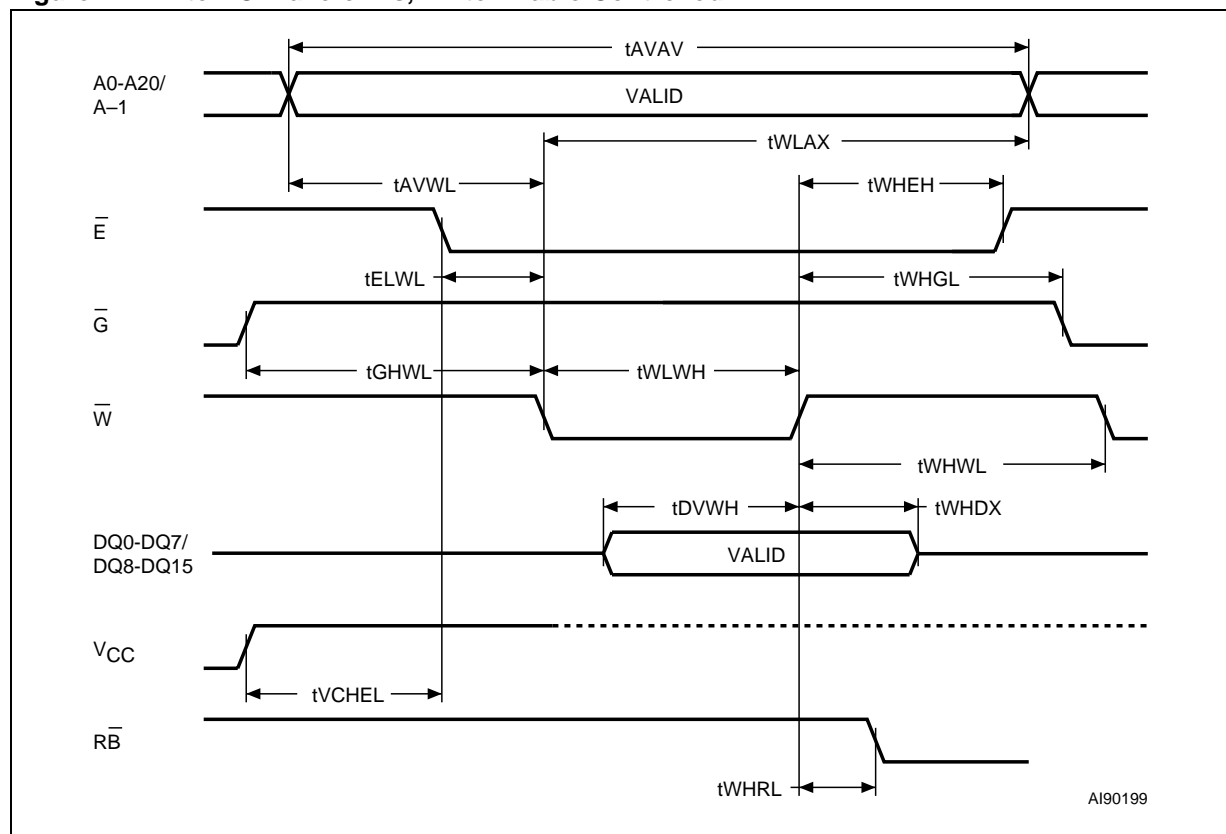 tAVAV
A0-A20/
A–1
VALID
tWLAX
tAVWL
tWHEH
E̅
tELWL
tWHGL
G̅
tGHWL
tWLWH
W̅
tWHWL
tDVWH
tWHDX
DQ0-DQ7/
DQ8-DQ15
VALID
VCC
tVCHEL
RB̅
tWHRL
AI90199